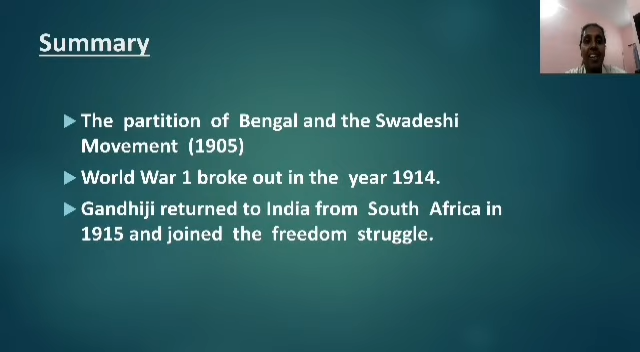 Summary
The partition of Bengal and the Swadeshi
Movement (1905)
World War 1 broke out in the year 1914.
Gandhiji returned to India from South Africa in
1915 and joined the freedom struggle.